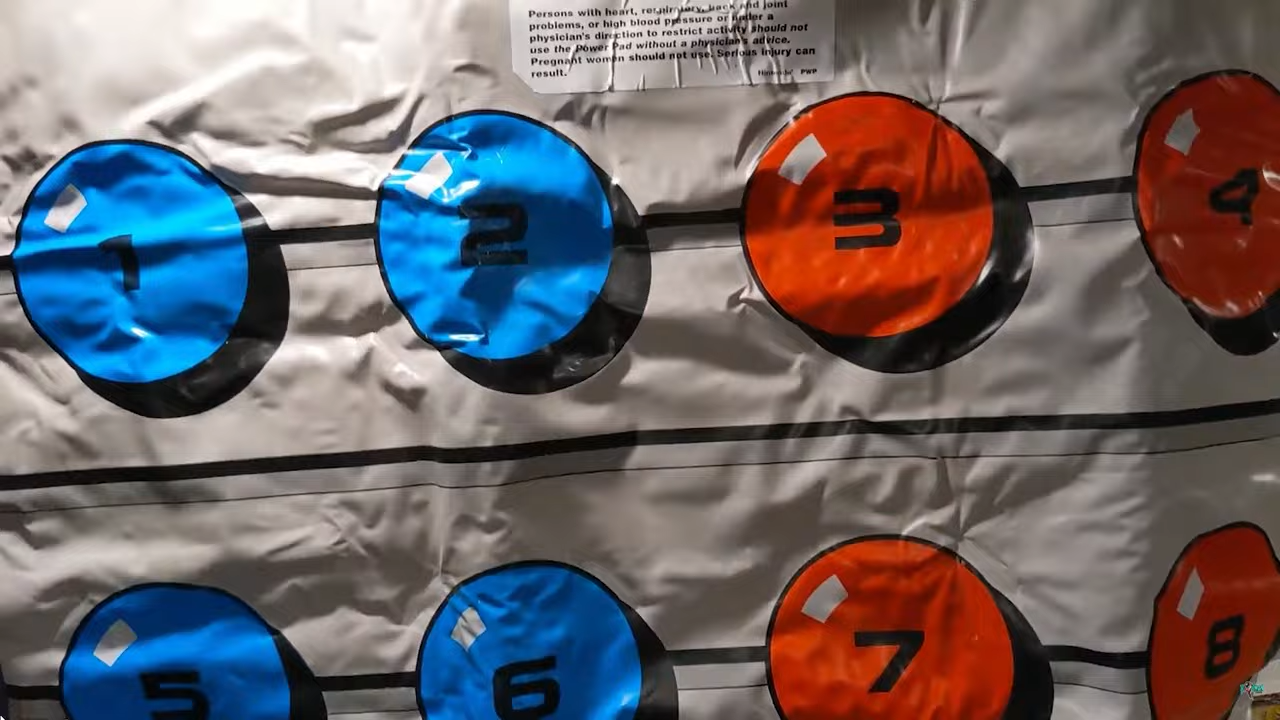 Persons with heart, respiratory, back and joint
problems, or high blood pressure or under a
physician's direction to restrict activity should not
use the Power Pad without a physician's advice.
Pregnant women should not use. Serious injury can
result.
Nintendo® PWP
1
2
3
4
5
6
7
8